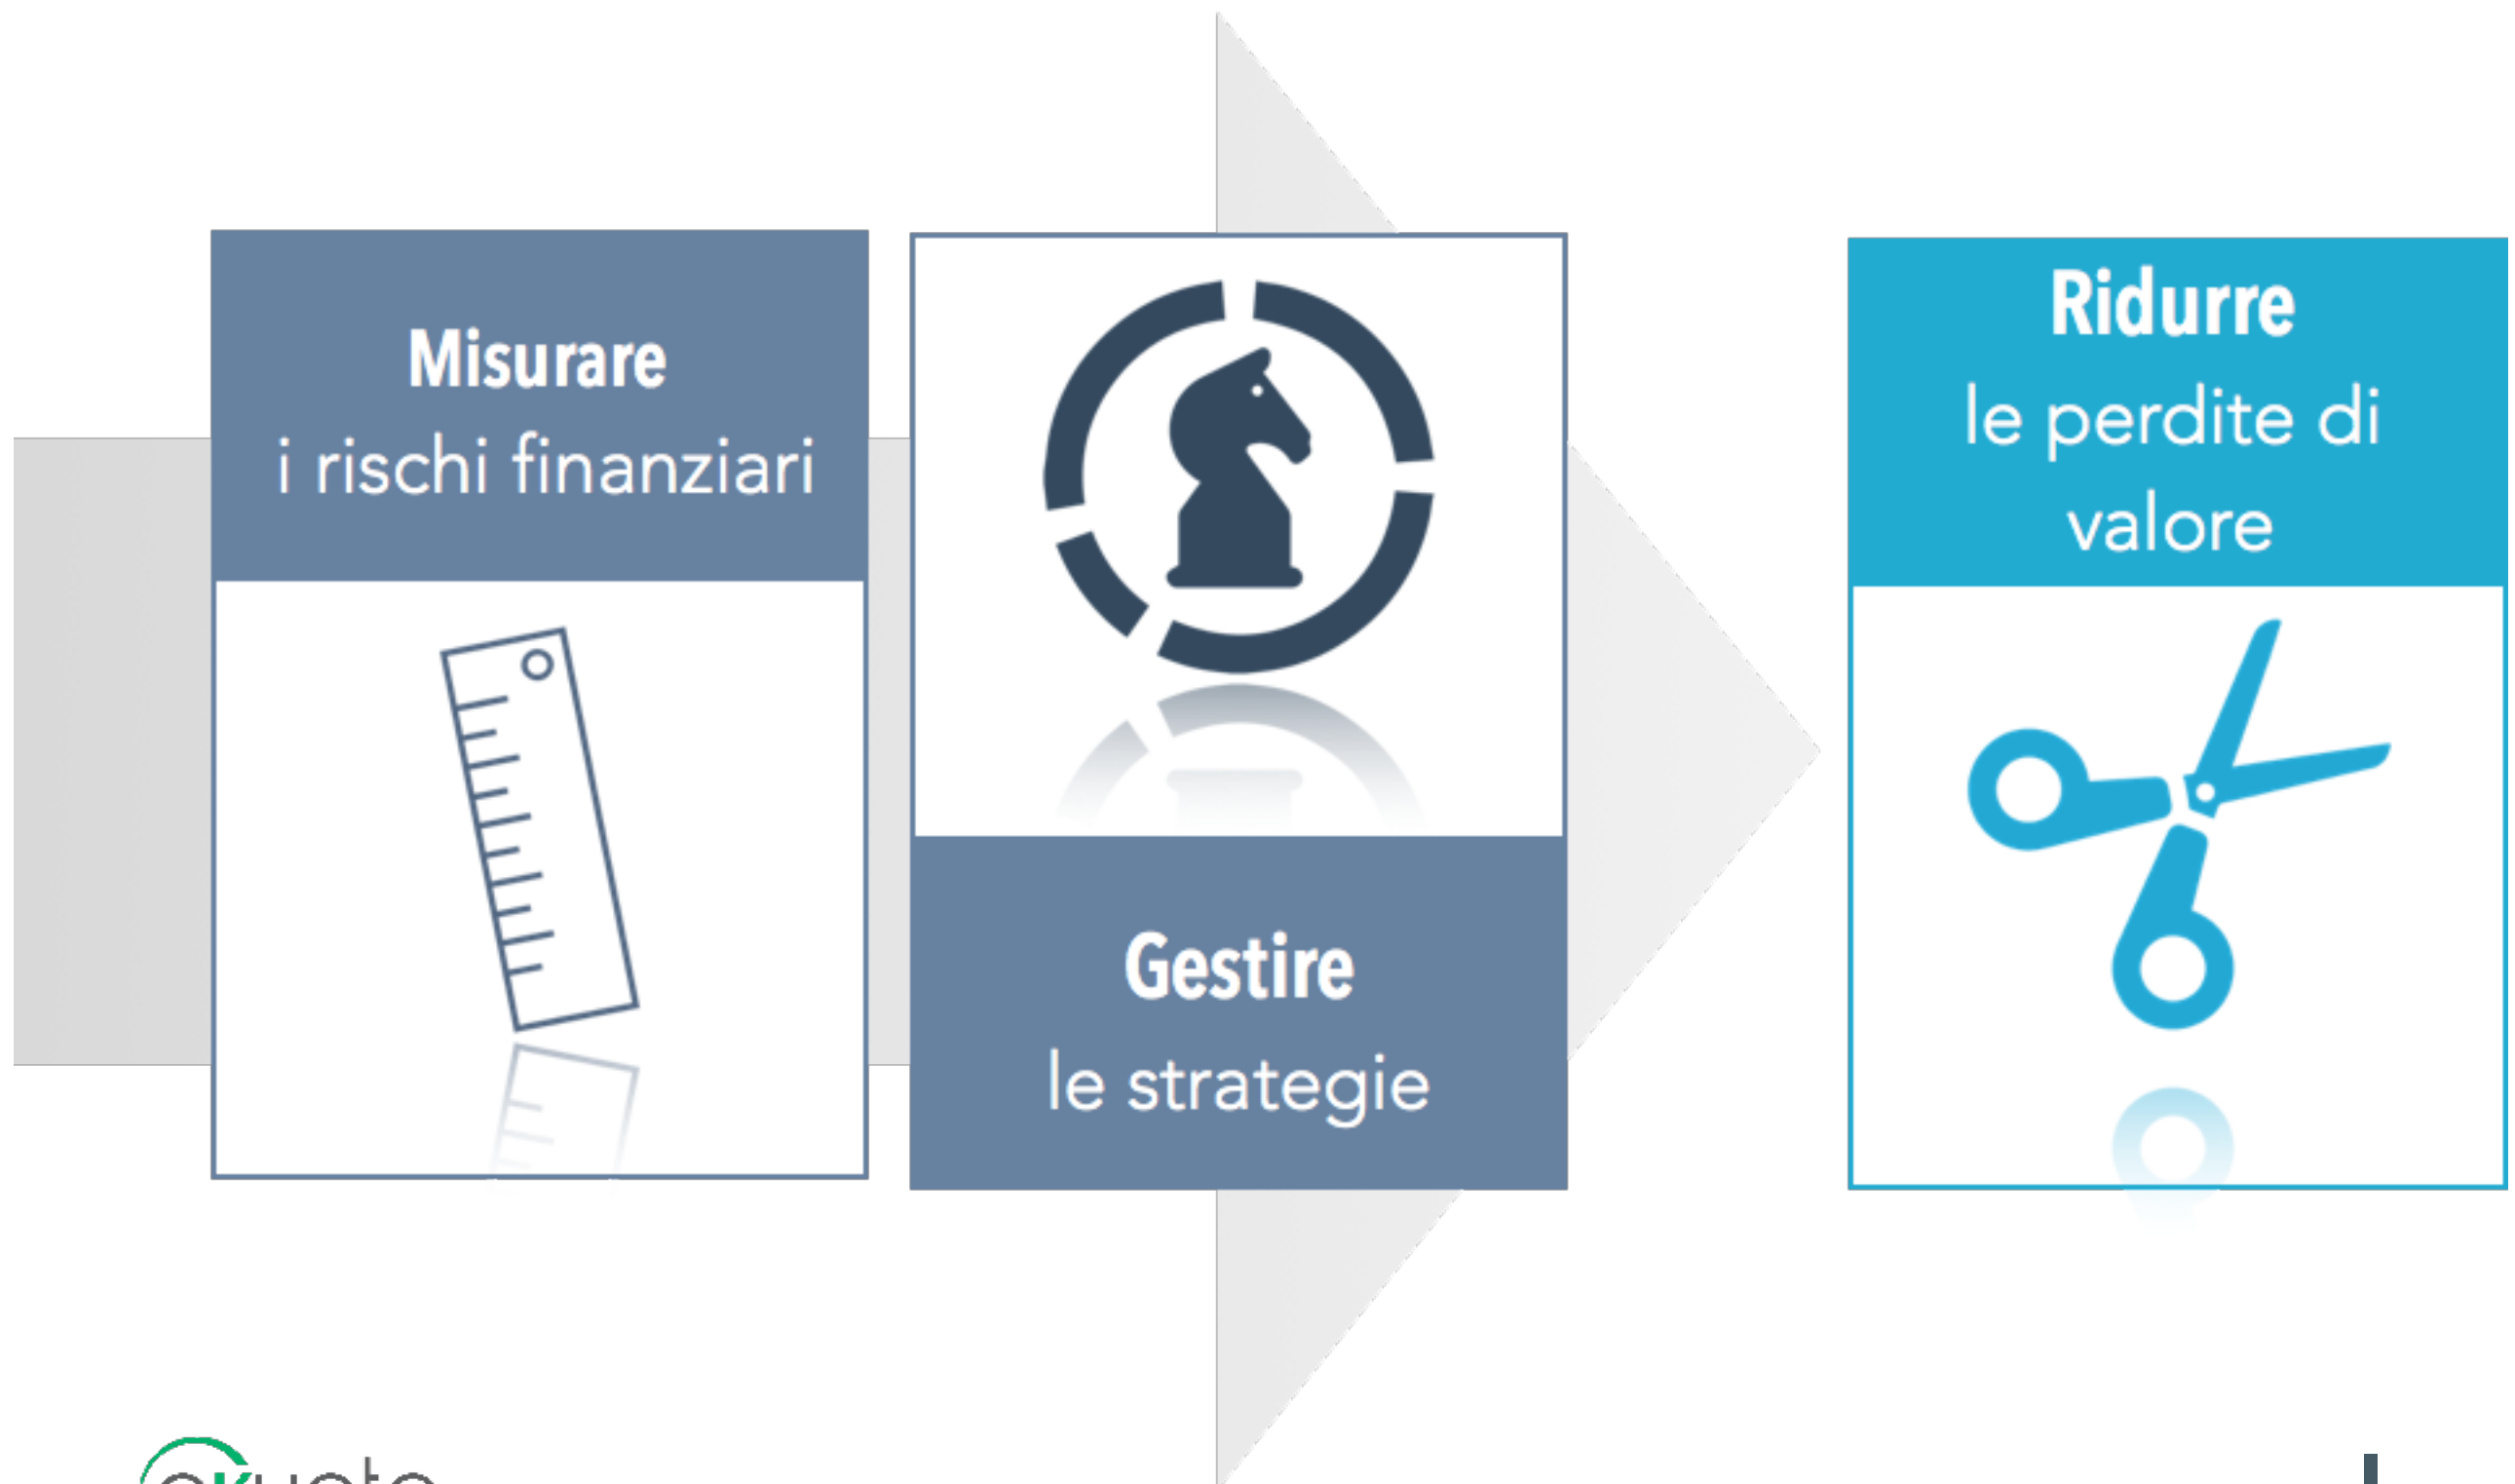 Misurare
i rischi finanziari
Gestire
le strategie
Ridurre
le perdite di
valore